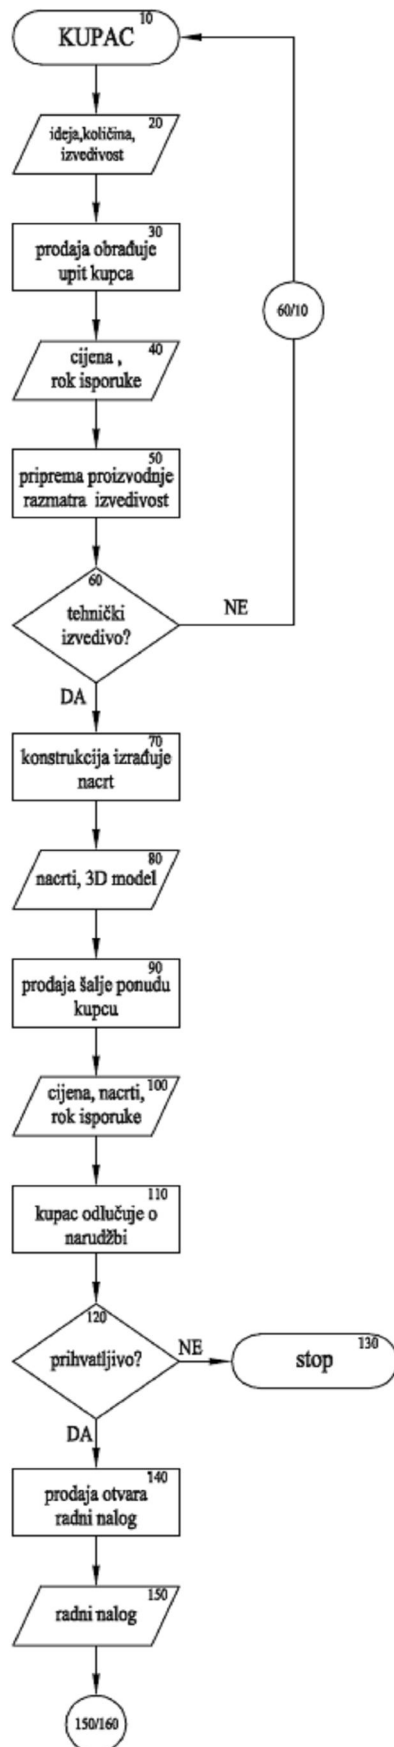 10
KUPAC
20
ideja,količina,
izvedivost
30
prodaja obrađuje
upit kupca
60/10
40
cijena ,
rok isporuke
50
priprema proizvodnje
razmatra izvedivost
60
tehnički
izvedivo?
NE
DA
70
konstrukcija izrađuje
nacrt
80
nacrti, 3D model
90
prodaja šalje ponudu
kupcu
100
cijena, nacrti,
rok isporuke
110
kupac odlučuje o
narudžbi
120
prihvatljivo?
NE
130
stop
DA
140
prodaja otvara
radni nalog
150
radni nalog
150/160